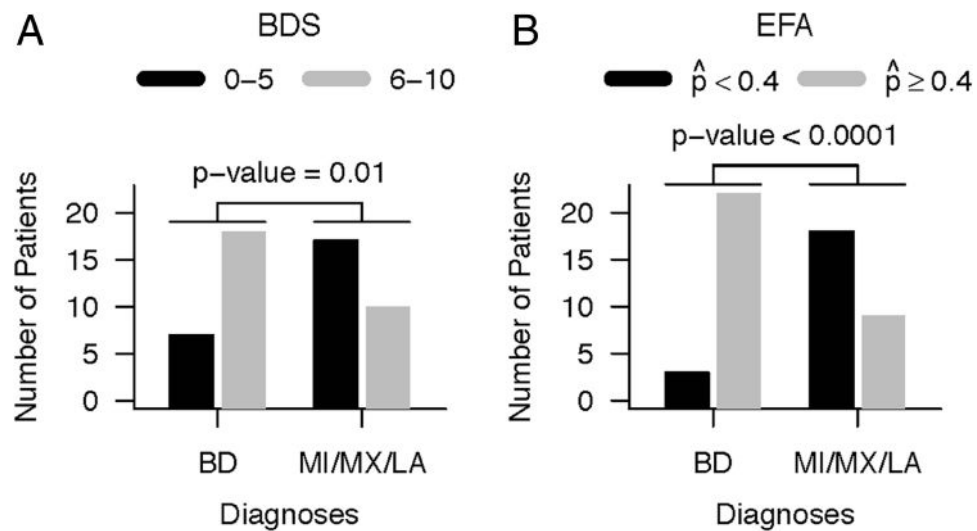 A
BDS
0–5
6–10
p–value = 0.01
Number of Patients
20
15
10
5
0
BD
MI/MX/LA
Diagnoses
B
EFA
p̂ < 0.4
p̂ ≥ 0.4
p–value < 0.0001
Number of Patients
20
15
10
5
0
BD
MI/MX/LA
Diagnoses